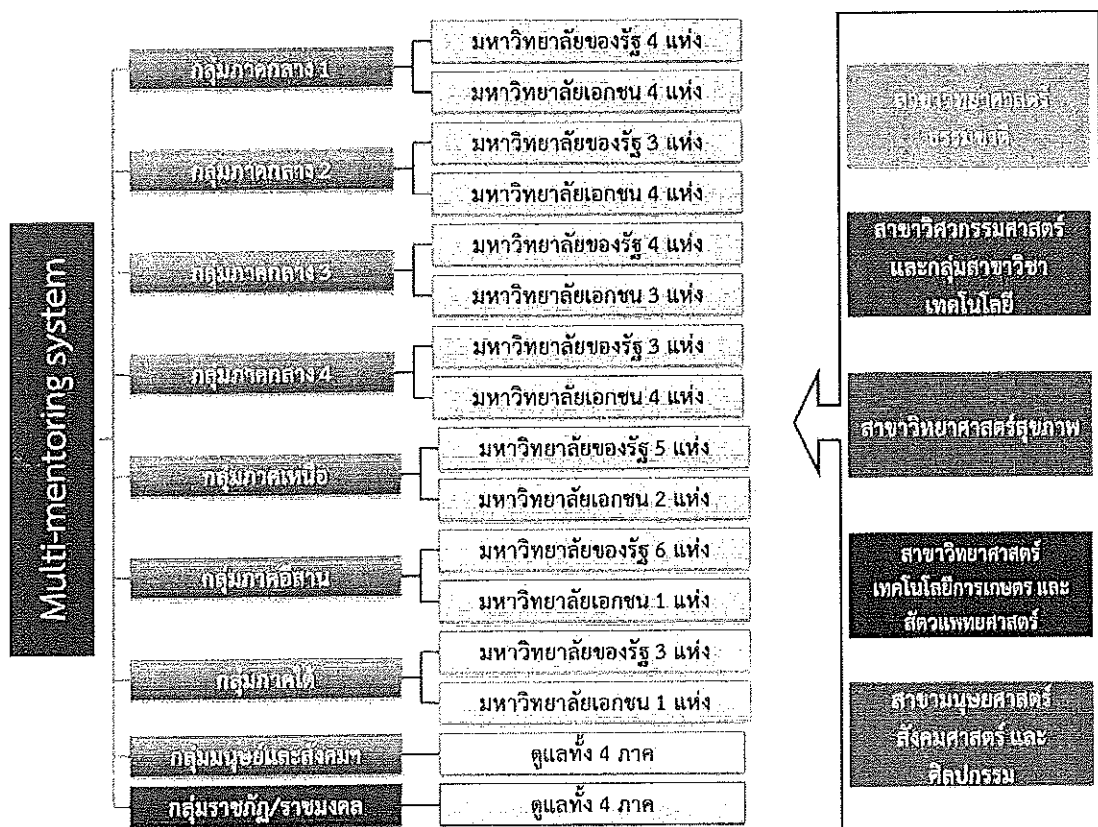 Multi-mentoring system
กลุ่มภาคกลาง 1
มหาวิทยาลัยของรัฐ 4 แห่ง
มหาวิทยาลัยเอกชน 4 แห่ง
กลุ่มภาคกลาง 2
มหาวิทยาลัยของรัฐ 3 แห่ง
มหาวิทยาลัยเอกชน 4 แห่ง
กลุ่มภาคกลาง 3
มหาวิทยาลัยของรัฐ 4 แห่ง
มหาวิทยาลัยเอกชน 3 แห่ง
กลุ่มภาคกลาง 4
มหาวิทยาลัยของรัฐ 3 แห่ง
มหาวิทยาลัยเอกชน 4 แห่ง
กลุ่มภาคเหนือ
มหาวิทยาลัยของรัฐ 5 แห่ง
มหาวิทยาลัยเอกชน 2 แห่ง
กลุ่มภาคอีสาน
มหาวิทยาลัยของรัฐ 6 แห่ง
มหาวิทยาลัยเอกชน 1 แห่ง
กลุ่มภาคใต้
มหาวิทยาลัยของรัฐ 3 แห่ง
มหาวิทยาลัยเอกชน 1 แห่ง
กลุ่มมนุษย์และสังคมฯ
ดูแลทั้ง 4 ภาค
กลุ่มราชภัฏ/ราชมงคล
ดูแลทั้ง 4 ภาค
สาขาวิทยาศาสตร์
ธรรมชาติ
สาขาวิศวกรรมศาสตร์
และกลุ่มสาขาวิชา
เทคโนโลยี
สาขาวิทยาศาสตร์สุขภาพ
สาขาวิทยาศาสตร์
เทคโนโลยีการเกษตร และ
สัตวแพทยศาสตร์
สาขามนุษยศาสตร์
สังคมศาสตร์ และ
ศิลปกรรม